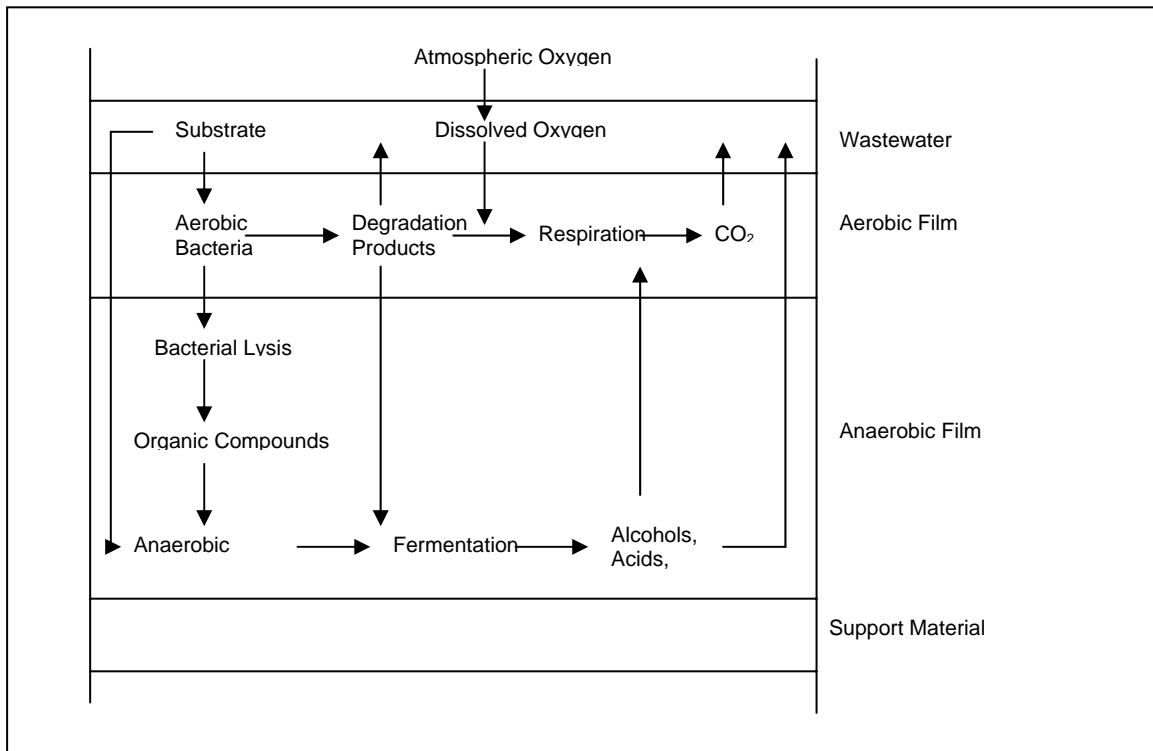 Atmospheric Oxygen
Substrate
Dissolved Oxygen
Wastewater
Aerobic
Bacteria
Degradation
Products
Respiration
CO₂
Aerobic Film
Bacterial Lysis
Organic Compounds
Anaerobic Film
Anaerobic
Fermentation
Alcohols,
Acids,
Support Material